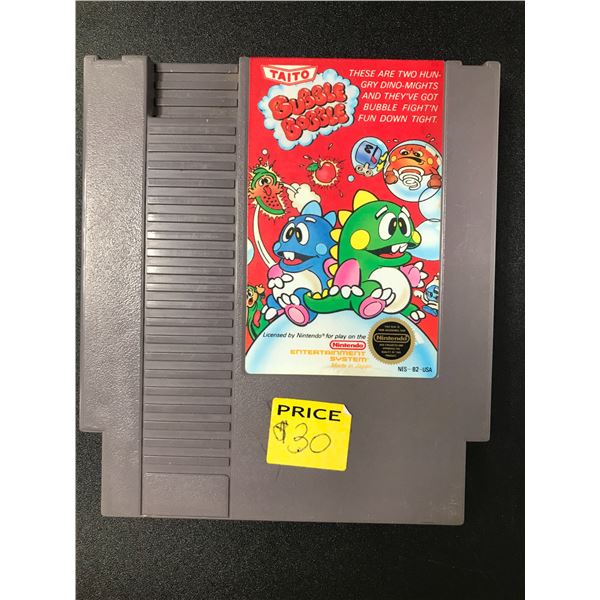 TAITO
BUBBLE
BOBBLE
THESE ARE TWO HUN-
GRY DINO-MIGHTS
AND THEY'VE GOT
BUBBLE FIGHT'N
FUN DOWN TIGHT.
Licensed by Nintendo® for play on the
Nintendo
ENTERTAINMENT
SYSTEM
Made in Japan
Nintendo
NES-B2-USA
PRICE
$30